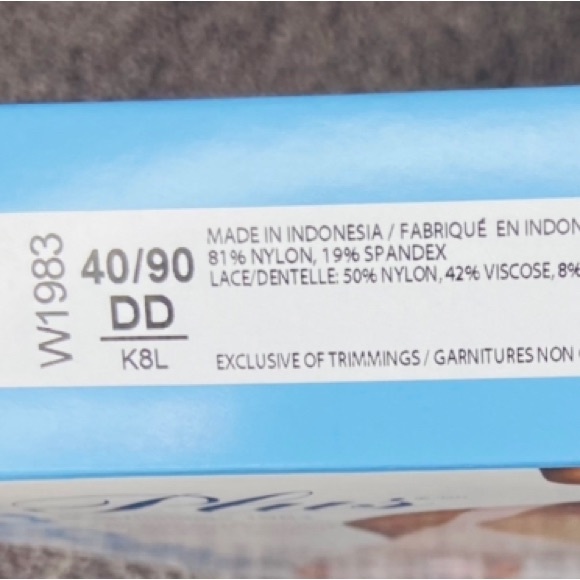 W1983
40/90
DD
K8L
MADE IN INDONESIA / FABRIQUÉ EN INDON
81% NYLON, 19% SPANDEX
LACE/DENTELLE: 50% NYLON, 42% VISCOSE, 8%
EXCLUSIVE OF TRIMMINGS / GARNITURES NON